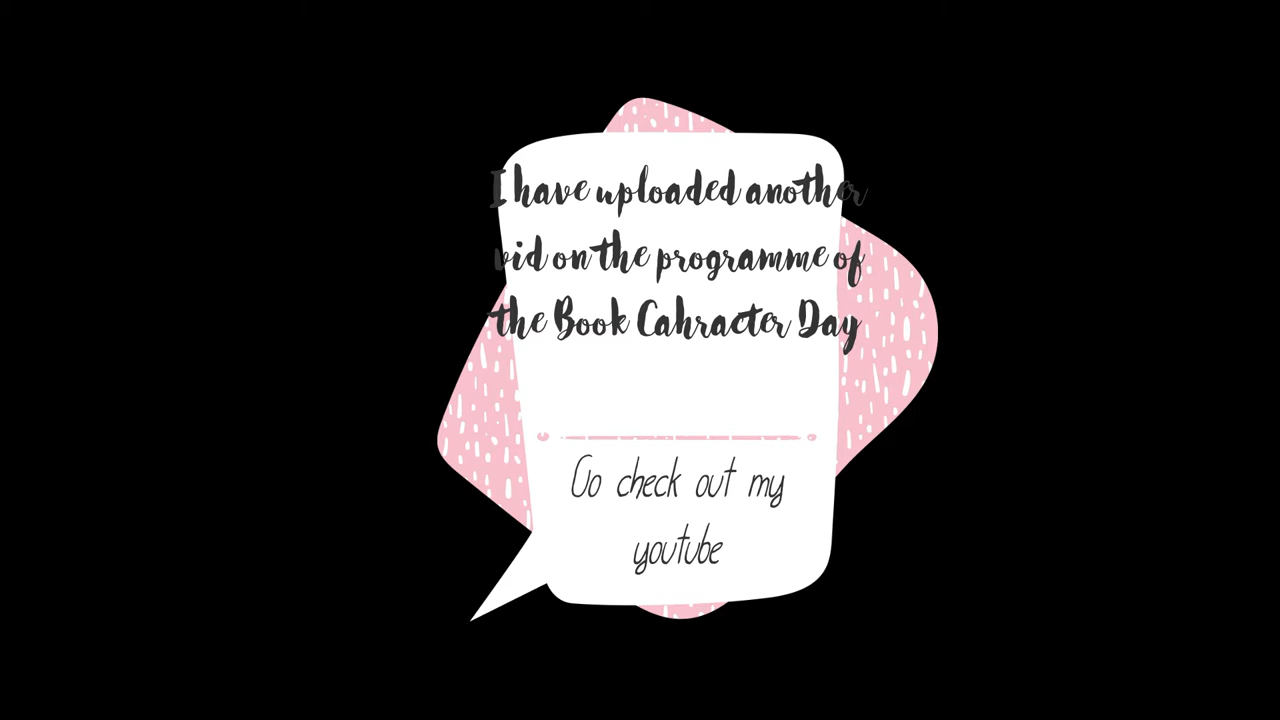 I have uploaded another
vid on the programme of
the Book Cahracter Day
Go check out my
youtube